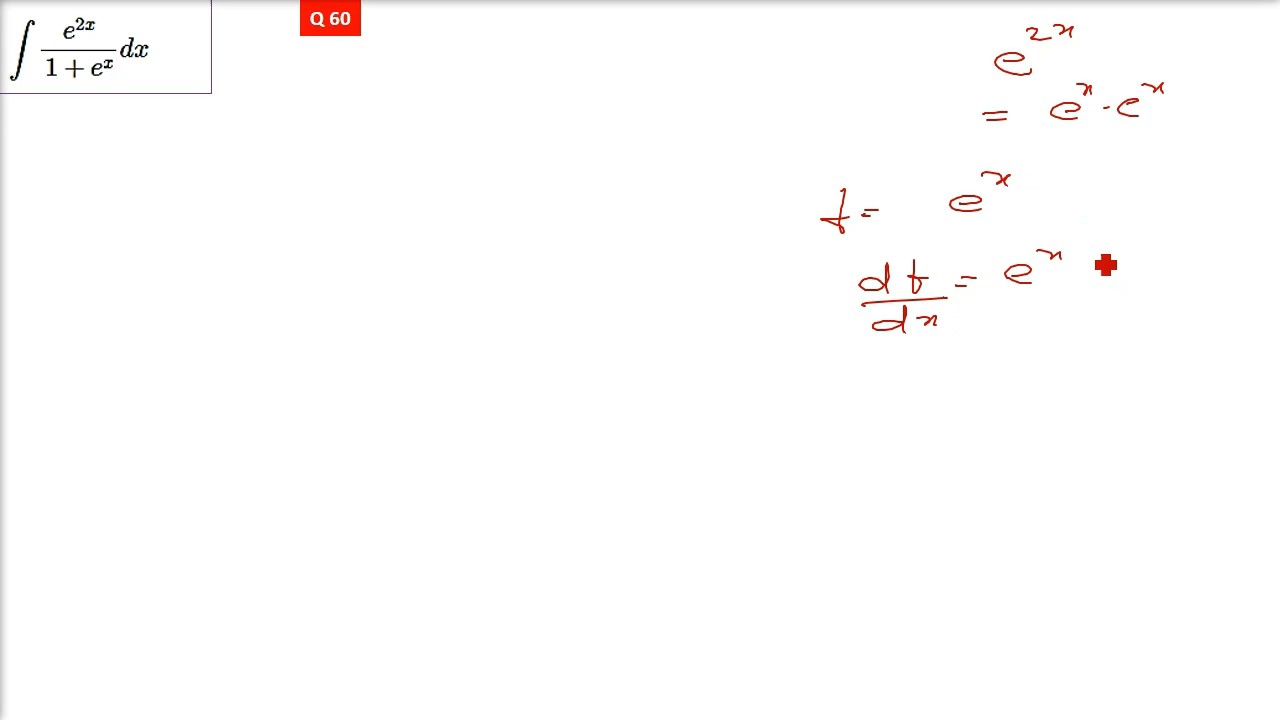 Q 60
∫ e^{2x} / (1 + e^x) dx
e^{2x}
= e^x · e^x
t = e^x
dt/dx = e^x